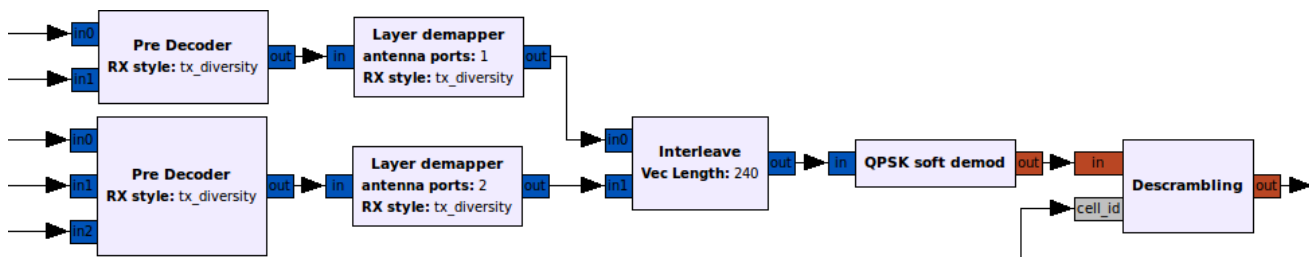 in0
in1
Pre Decoder
RX style: tx_diversity
out
in
Layer demapper
antenna ports: 1
RX style: tx_diversity
out
in0
in1
in2
Pre Decoder
RX style: tx_diversity
out
in
Layer demapper
antenna ports: 2
RX style: tx_diversity
out
in0
in1
Interleave
Vec Length: 240
out
in
QPSK soft demod
out
in
cell_id
Descrambling
out